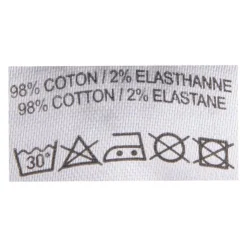 98% COTON / 2% ELASTHANNE
98% COTTON / 2% ELASTANE
30°